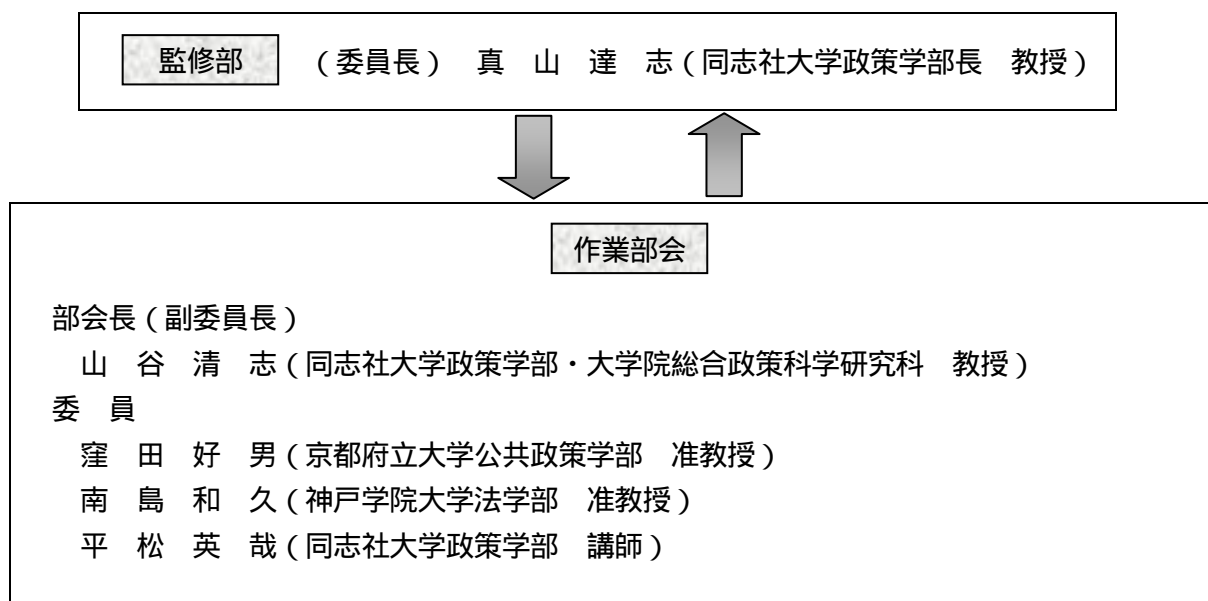 監修部 （委員長） 真 山 達 志（同志社大学政策学部長 教授）
作業部会
部会長（副委員長）
山 谷 清 志（同志社大学政策学部・大学院総合政策科学研究科 教授）
委 員
窪 田 好 男（京都府立大学公共政策学部 准教授）
南 島 和 久（神戸学院大学法学部 准教授）
平 松 英 哉（同志社大学政策学部 講師）